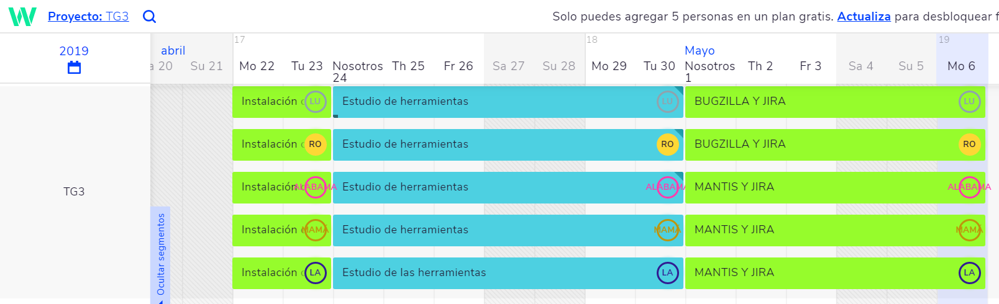 Proyecto: TG3
Solo puedes agregar 5 personas en un plan gratis. Actualiza para desbloquear f
2019
abril
17
18
Mayo
19
a 20
Su 21
Mo 22
Tu 23
Nosotros 24
Th 25
Fr 26
Sa 27
Su 28
Mo 29
Tu 30
Nosotros 1
Th 2
Fr 3
Sa 4
Su 5
Mo 6
TG3
Ocultar segmentos
Instalación LU
Estudio de herramientas LU
BUGZILLA Y JIRA LU
Instalación RO
Estudio de herramientas RO
BUGZILLA Y JIRA RO
Instalación ALABAMA
Estudio de herramientas ALABAMA
MANTIS Y JIRA ALABAMA
Instalación MAMÁ
Estudio de herramientas MAMÁ
MANTIS Y JIRA MAMÁ
Instalación LA
Estudio de las herramientas LA
MANTIS Y JIRA LA